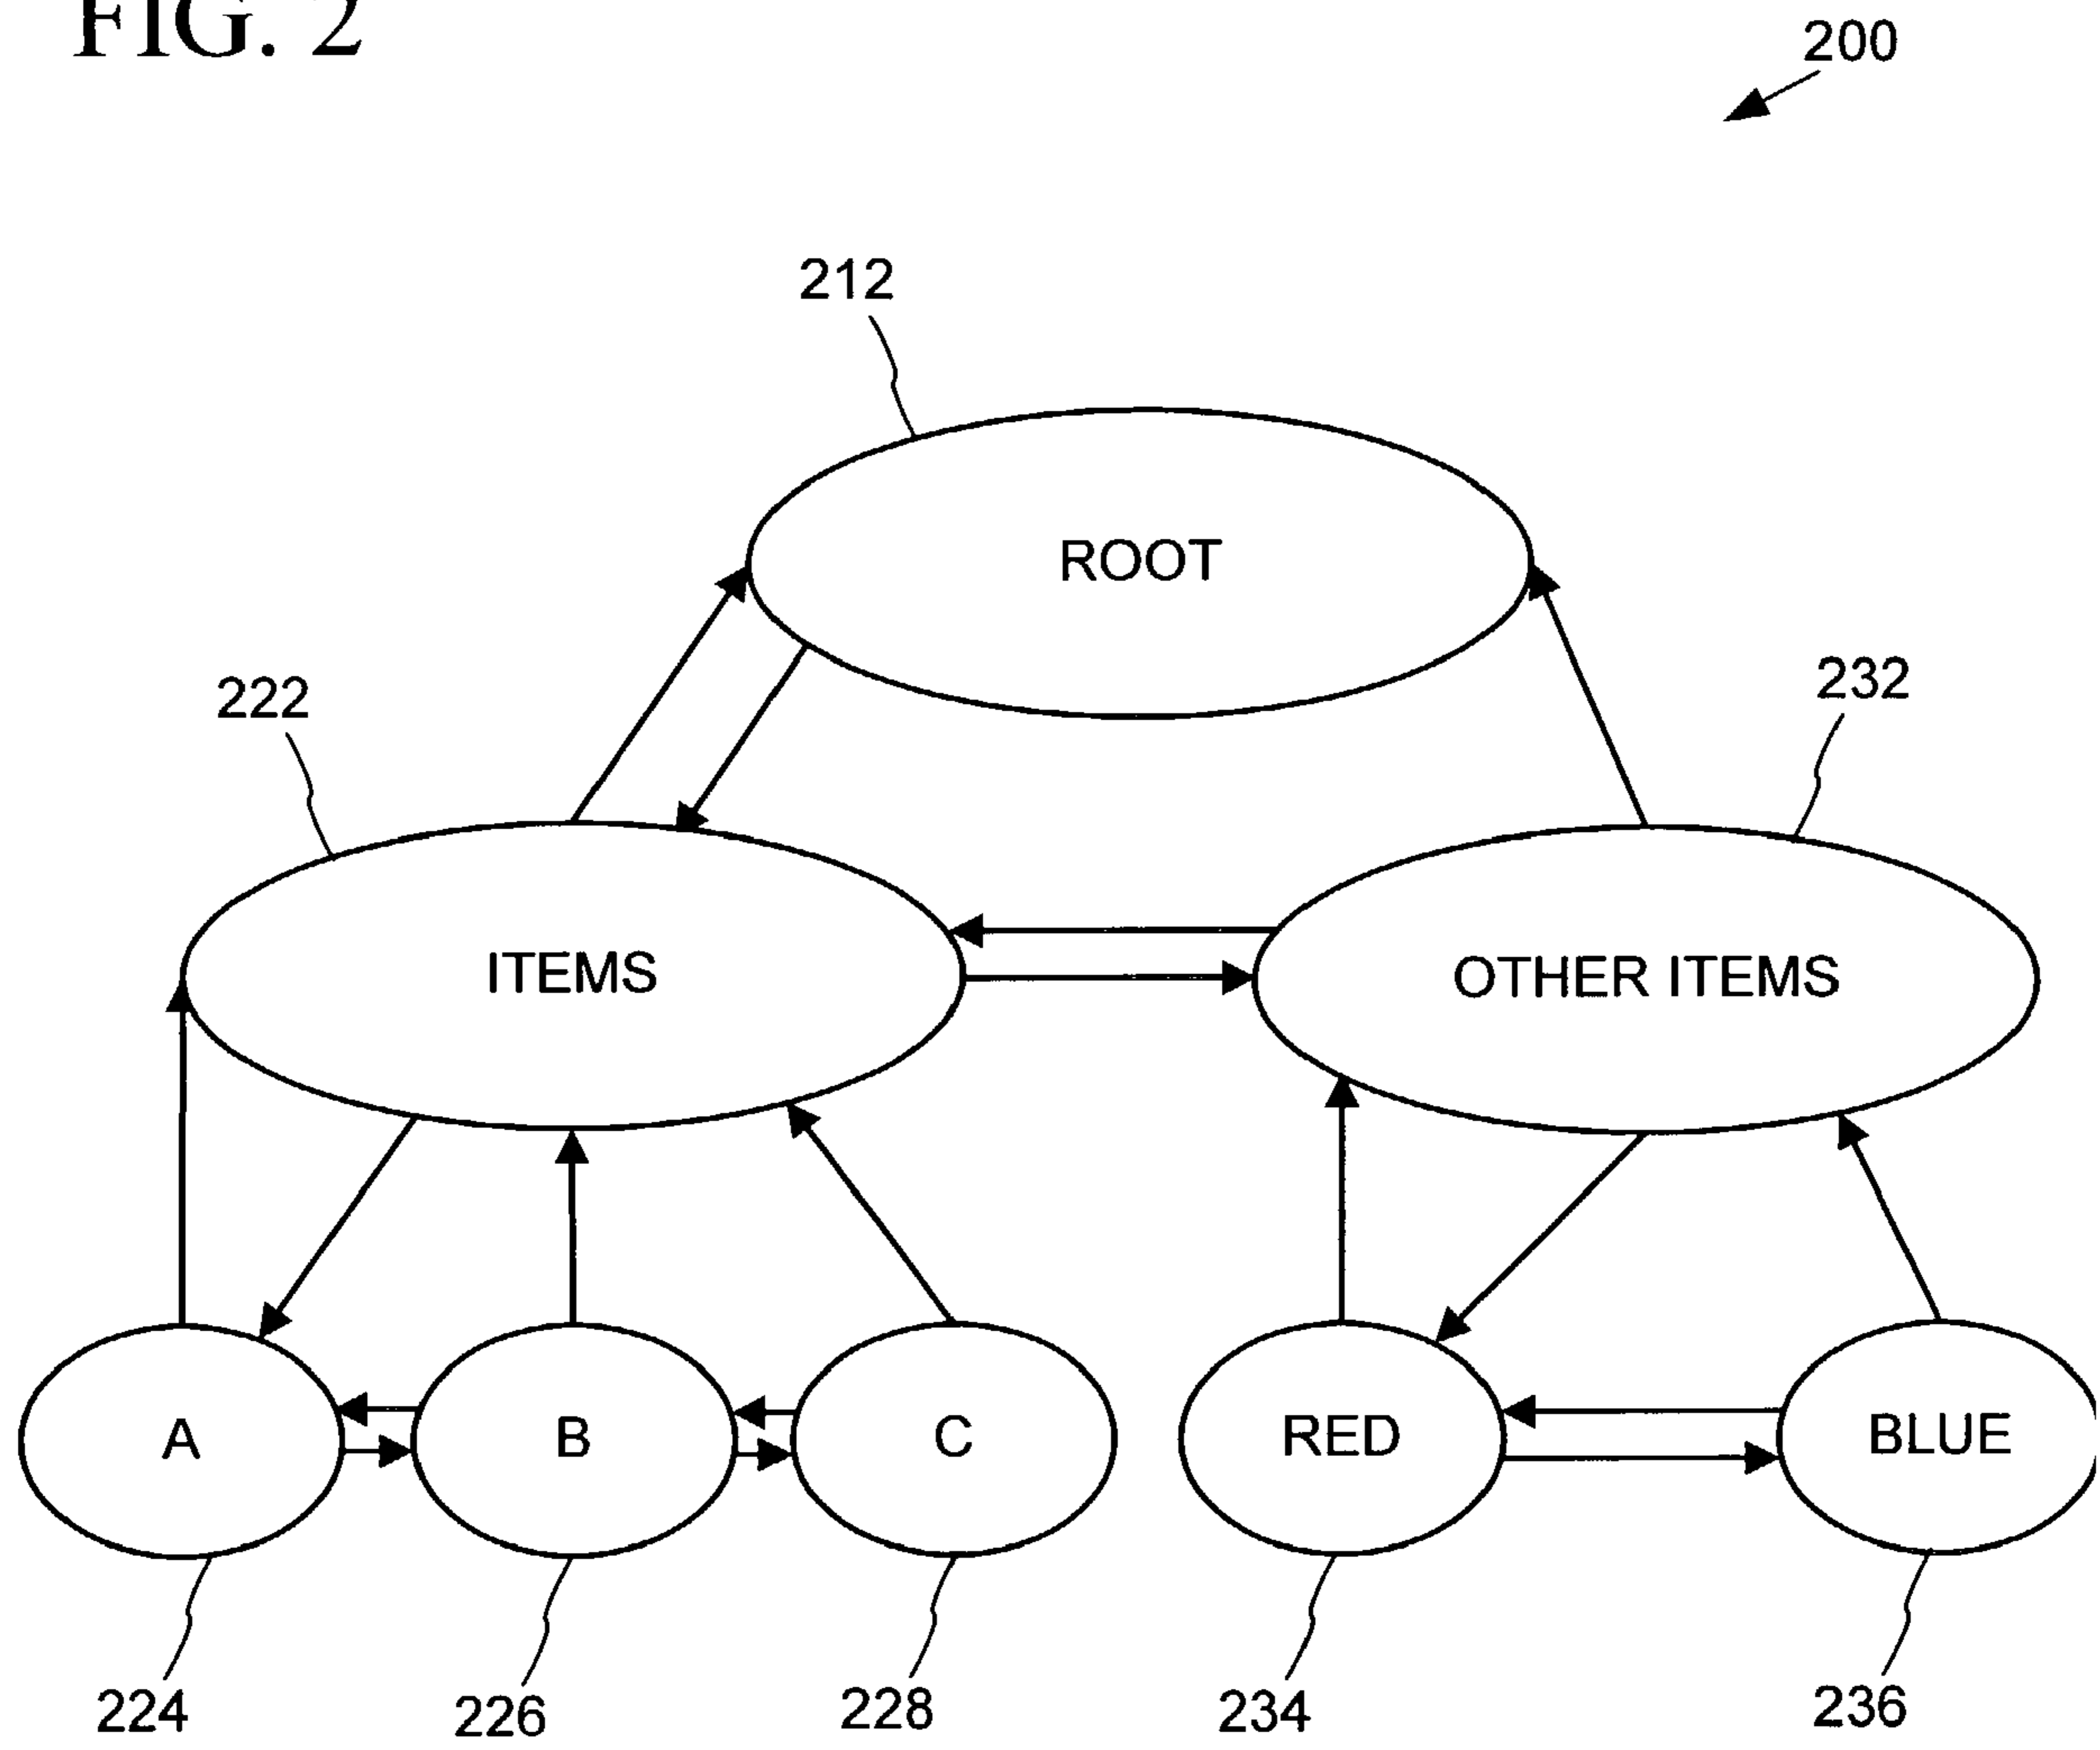 FIG. 2
200
212
ROOT
222
232
ITEMS
OTHER ITEMS
A
B
C
RED
BLUE
224
226
228
234
236